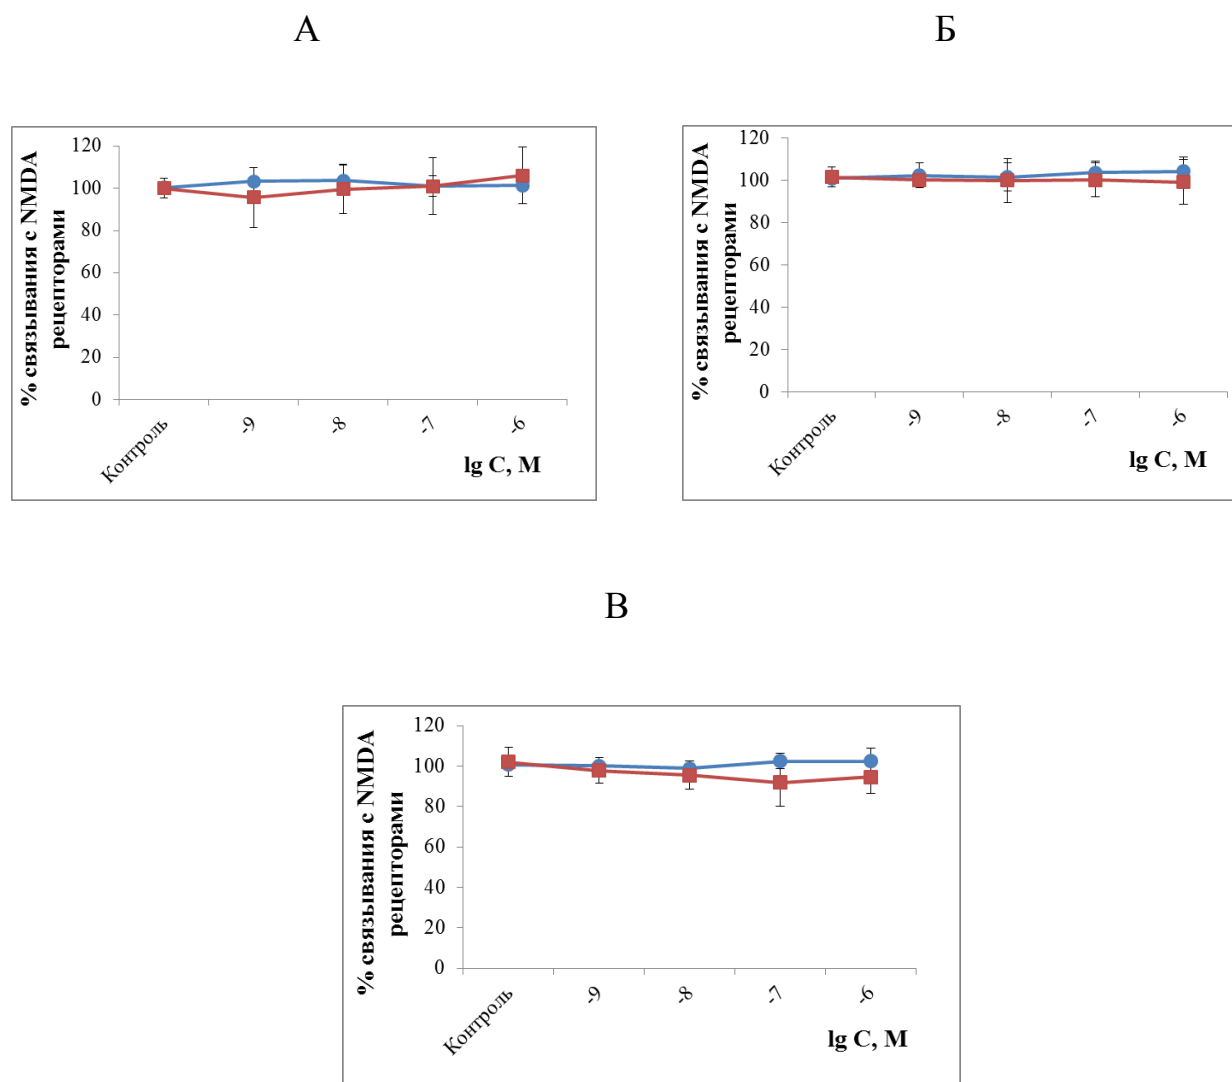 А
Б
% связывания с NMDA
рецепторами
120
100
80
60
40
20
0
Контроль
-9
-8
-7
-6
lg C, M
% связывания с NMDA
рецепторами
120
100
80
60
40
20
0
Контроль
-9
-8
-7
-6
lg C, M
В
% связывания с NMDA
рецепторами
120
100
80
60
40
20
0
Контроль
-9
-8
-7
-6
lg C, M